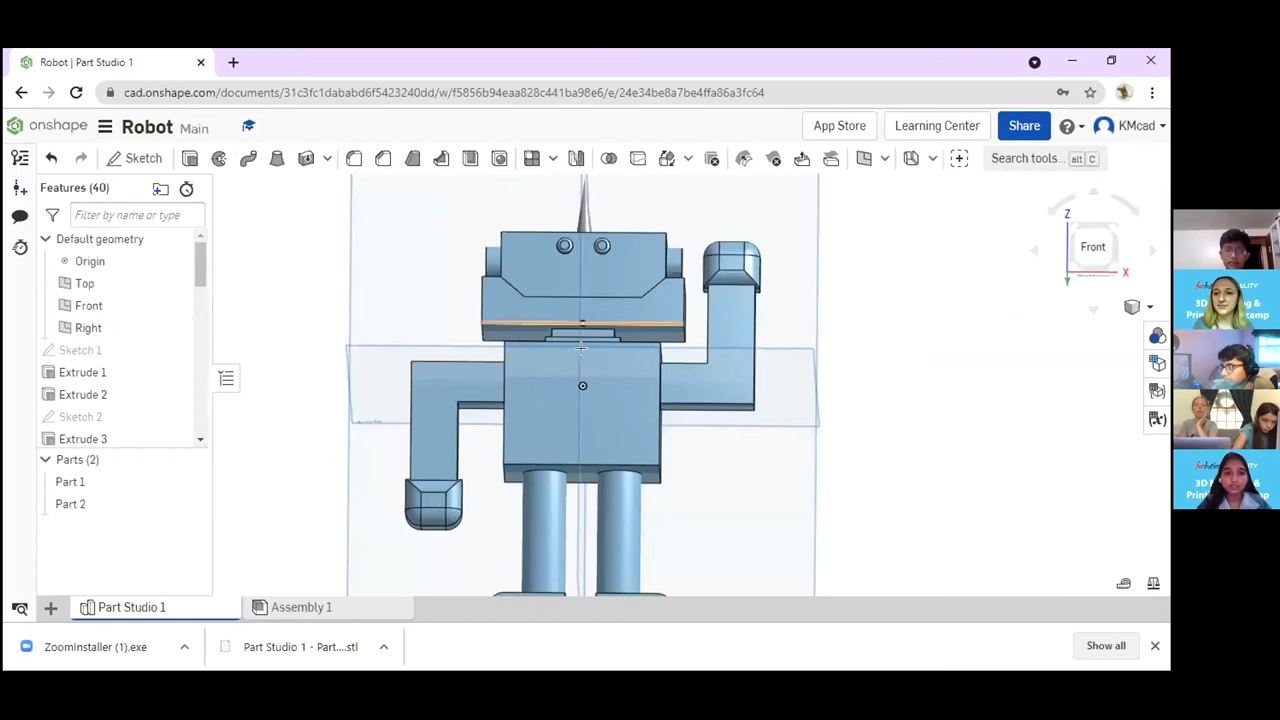 Robot | Part Studio 1
cad.onshape.com/documents/31c3fc1dababd6f5423240dd/w/f5856b94eaa828c441ba98e6/e/24e34be8a7be4ffa86a3fc64
onshape
Robot Main
App Store
Learning Center
Share
KMcad
Sketch
Search tools... alt C
Features (40)
Filter by name or type
Default geometry
Origin
Top
Front
Right
Sketch 1
Extrude 1
Extrude 2
Sketch 2
Extrude 3
Parts (2)
Part 1
Part 2
Z
Front
X
Y
Part Studio 1
Assembly 1
ZoomInstaller (1).exe
Part Studio 1 - Part....stl
Show all